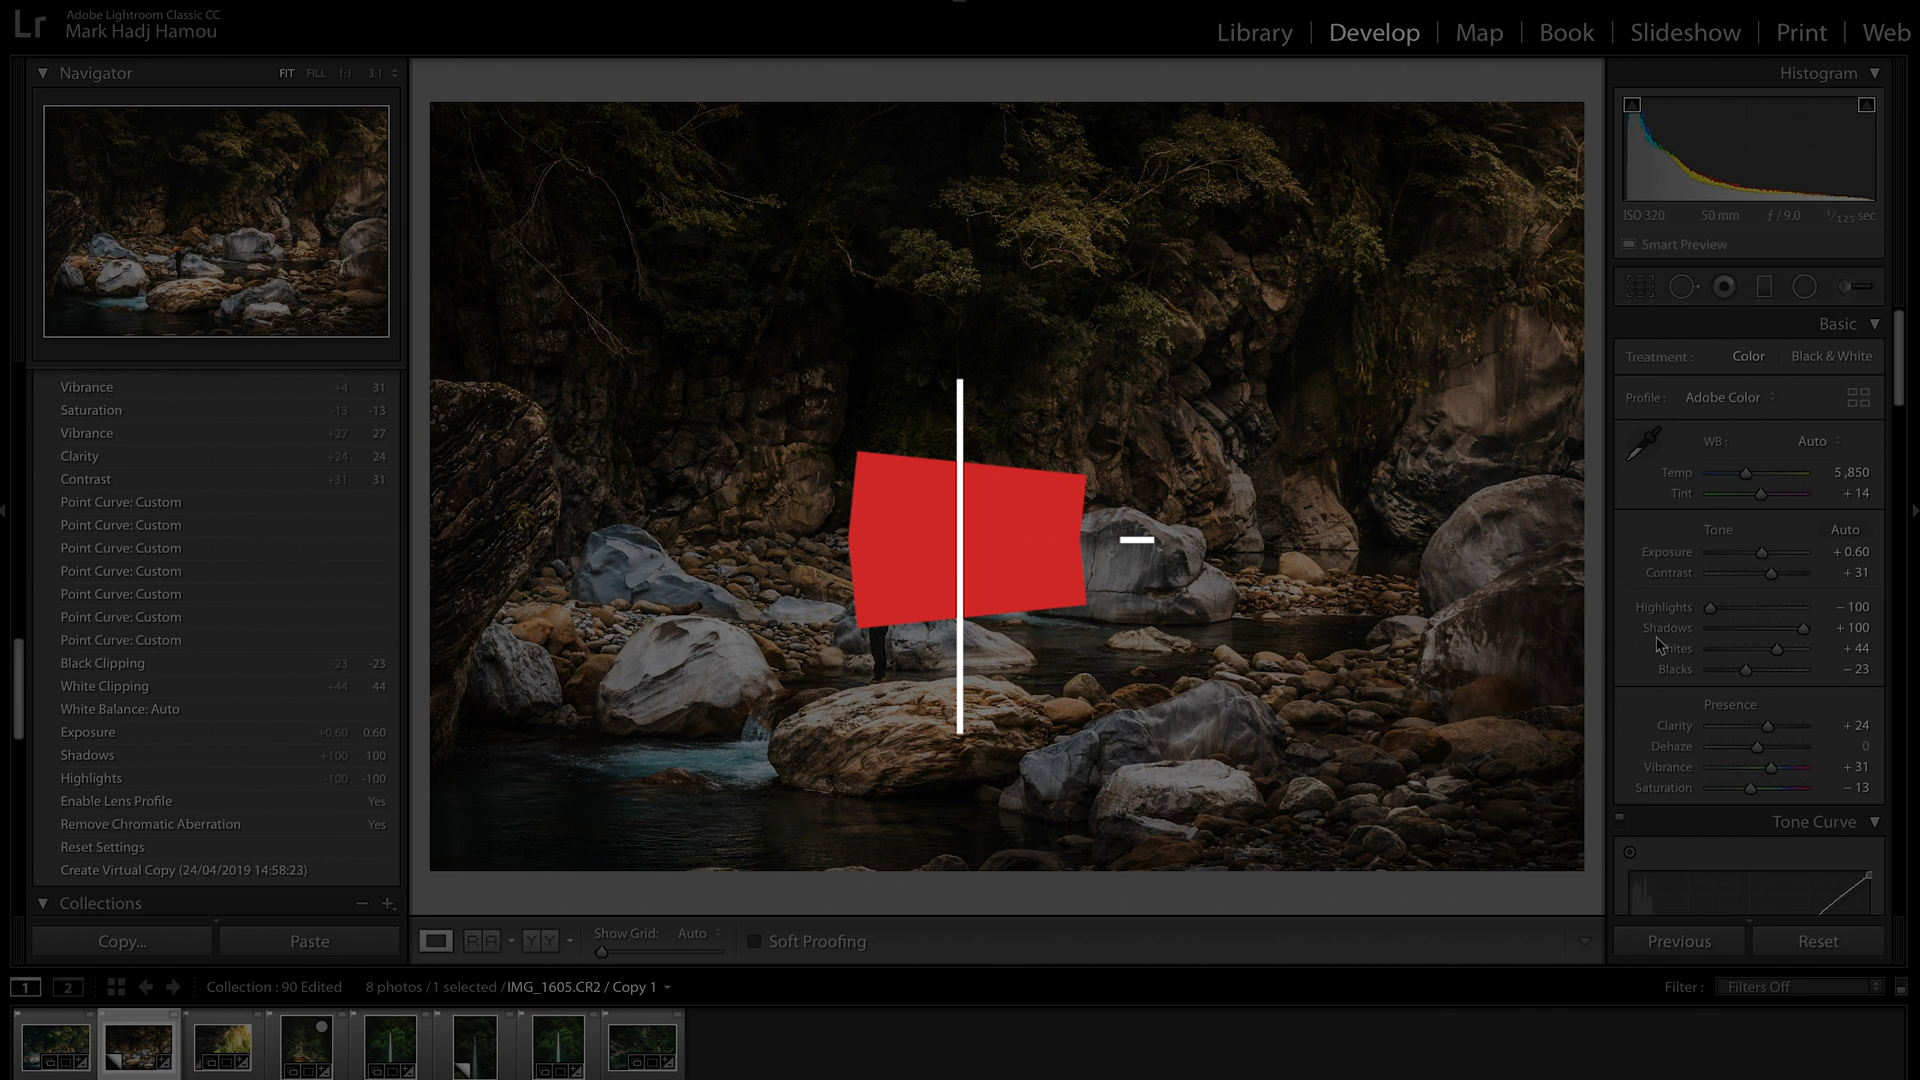 Lr
Adobe Lightroom Classic CC
Mark Hadj Hamou
Library | Develop | Map | Book | Slideshow | Print | Web
Navigator FIT FILL 1:1 3:1
Vibrance +4 31
Saturation -13 -13
Vibrance +27 27
Clarity +24 24
Contrast +31 31
Point Curve: Custom
Point Curve: Custom
Point Curve: Custom
Point Curve: Custom
Point Curve: Custom
Point Curve: Custom
Point Curve: Custom
Black Clipping -23 -23
White Clipping +44 44
White Balance: Auto
Exposure +0.60 0.60
Shadows +100 100
Highlights -100 -100
Enable Lens Profile Yes
Remove Chromatic Aberration Yes
Reset Settings
Create Virtual Copy (24/04/2019 14:58:23)
Collections − +
Copy... Paste
RA YY Show Grid: Auto Soft Proofing
Histogram
ISO 320 50 mm ƒ / 9.0 1/125 sec
Smart Preview
Basic
Treatment : Color Black & White
Profile : Adobe Color
WB : Auto
Temp 5,850
Tint + 14
Tone Auto
Exposure + 0.60
Contrast + 31
Highlights − 100
Shadows + 100
+ 44
Blacks − 23
Presence
Clarity + 24
Dehaze 0
Vibrance + 31
Saturation − 13
Tone Curve
Previous Reset
1 2 Collection : 90 Edited 8 photos / 1 selected / IMG_1605.CR2 / Copy 1 Filter : Filters Off